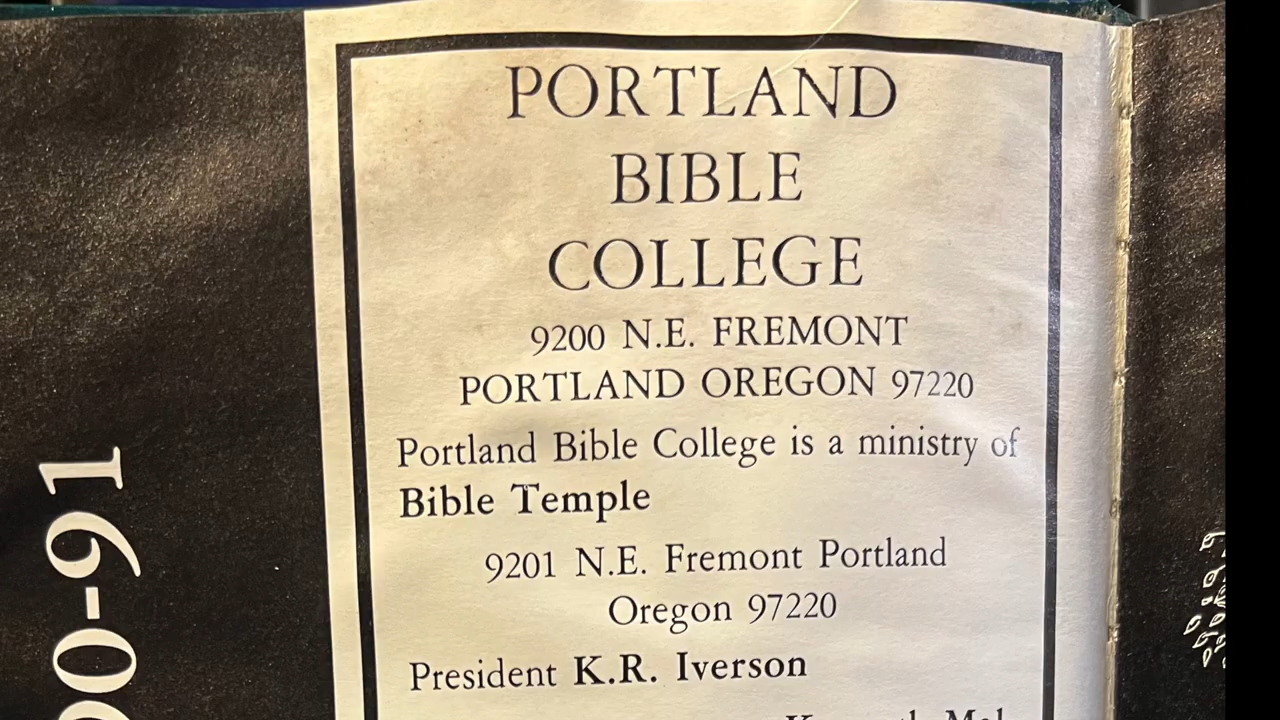 PORTLAND
BIBLE
COLLEGE
9200 N.E. FREMONT
PORTLAND OREGON 97220
Portland Bible College is a ministry of
Bible Temple
9201 N.E. Fremont Portland
Oregon 97220
President K.R. Iverson
0-91